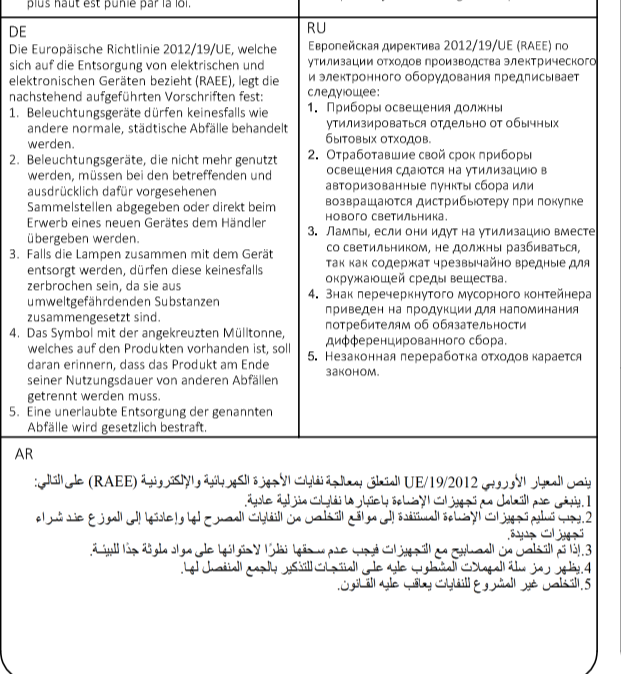 plus haut est punie par la loi.
DE
Die Europäische Richtlinie 2012/19/UE, welche
sich auf die Entsorgung von elektrischen und
elektronischen Geräten bezieht (RAEE), legt die
nachstehend aufgeführten Vorschriften fest:
1. Beleuchtungsgeräte dürfen keinesfalls wie
andere normale, städtische Abfälle behandelt
werden.
2. Beleuchtungsgeräte, die nicht mehr genutzt
werden, müssen bei den betreffenden und
ausdrücklich dafür vorgesehenen
Sammelstellen abgegeben oder direkt beim
Erwerb eines neuen Gerätes dem Händler
übergeben werden.
3. Falls die Lampen zusammen mit dem Gerät
entsorgt werden, dürfen diese keinesfalls
zerbrochen sein, da sie aus
umweltgefährdenden Substanzen
zusammengesetzt sind.
4. Das Symbol mit der angekreuzten Mülltonne,
welches auf den Produkten vorhanden ist, soll
daran erinnern, dass das Produkt am Ende
seiner Nutzungsdauer von anderen Abfällen
getrennt werden muss.
5. Eine unerlaubte Entsorgung der genannten
Abfälle wird gesetzlich bestraft.
RU
Европейская директива 2012/19/UE (RAEE) по
утилизации отходов производства электрического
и электронного оборудования предписывает
следующее:
1. Приборы освещения должны
утилизироваться отдельно от обычных
бытовых отходов.
2. Отработавшие свой срок приборы
освещения сдаются на утилизацию в
авторизованные пункты сбора или
возвращаются дистрибьютеру при покупке
нового светильника.
3. Лампы, если они идут на утилизацию вместе
со светильником, не должны разбиваться,
так как содержат чрезвычайно вредные для
окружающей среды вещества.
4. Знак перечеркнутого мусорного контейнера
приведен на продукции для напоминания
потребителям об обязательности
дифференцированного сбора.
5. Незаконная переработка отходов карается
законом.
AR
ينص المعيار الأوروبي UE/19/2012 المتعلق بمعالجة نفايات الأجهزة الكهربائية والإلكترونية (RAEE) على التالي:
1.ينبغي عدم التعامل مع تجهيزات الإضاءة باعتبارها نفايات منزلية عادية.
2.يجب تسليم تجهيزات الإضاءة المستنفدة إلى مواقع التخلص من النفايات المصرح لها وإعادتها إلى الموزع عند شراء
تجهيزات جديدة.
3.إذا تم التخلص من المصابيح مع التجهيزات فيجب عدم سحقها نظرًا لاحتوائها على مواد ملوثة جدًا للبيئة.
4.يظهر رمز سلة المهملات المشطوب عليه على المنتجات للتذكير بالجمع المنفصل لها.
5.التخلص غير المشروع للنفايات يعاقب عليه القانون.